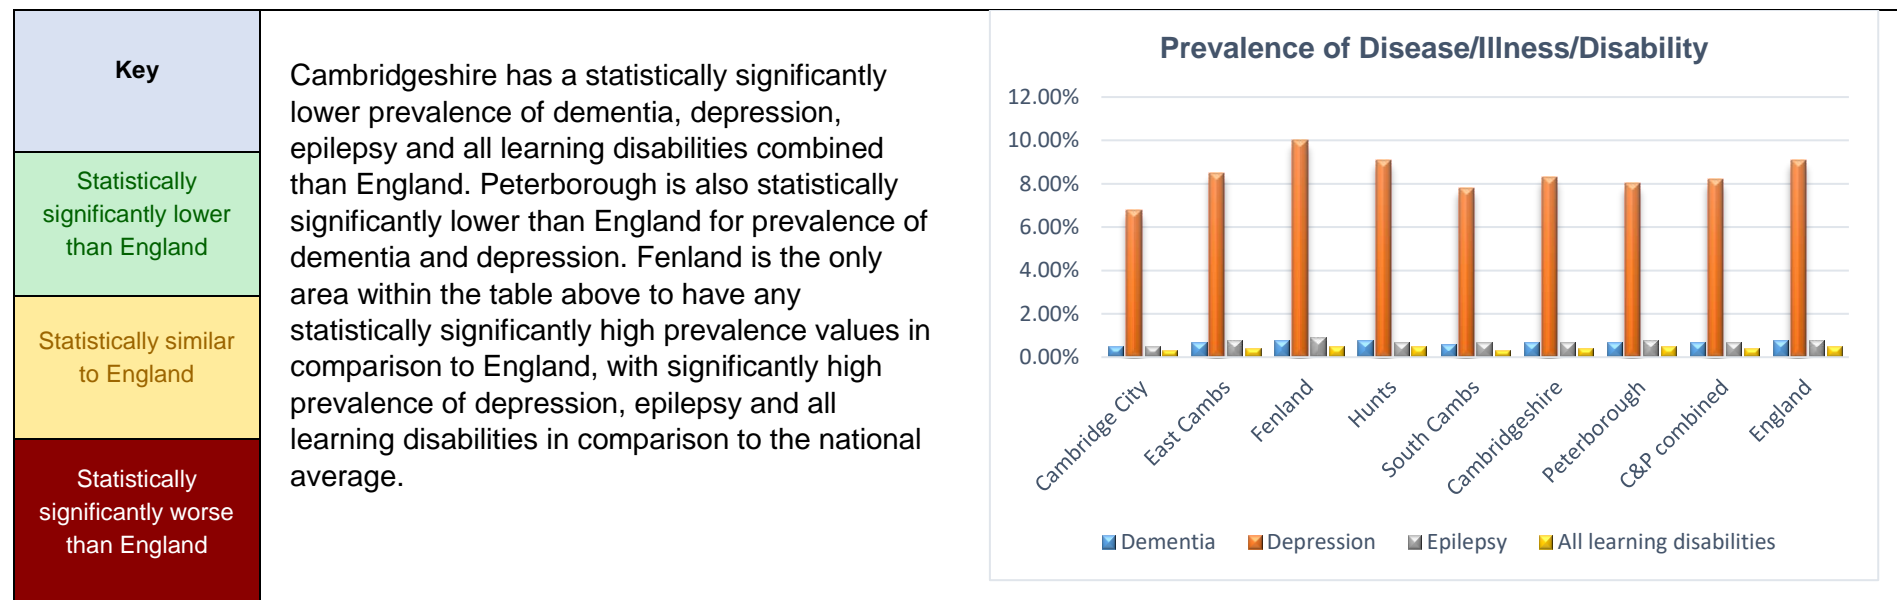 Key
Statistically
significantly lower
than England
Statistically similar
to England
Statistically
significantly worse
than England
Cambridgeshire has a statistically significantly
lower prevalence of dementia, depression,
epilepsy and all learning disabilities combined
than England. Peterborough is also statistically
significantly lower than England for prevalence of
dementia and depression. Fenland is the only
area within the table above to have any
statistically significantly high prevalence values in
comparison to England, with significantly high
prevalence of depression, epilepsy and all
learning disabilities in comparison to the national
average.
Prevalence of Disease/Illness/Disability
12.00%
10.00%
8.00%
6.00%
4.00%
2.00%
0.00%
Cambridge City
East Cambs
Fenland
Hunts
South Cambs
Cambridgeshire
Peterborough
C&P combined
England
Dementia
Depression
Epilepsy
All learning disabilities